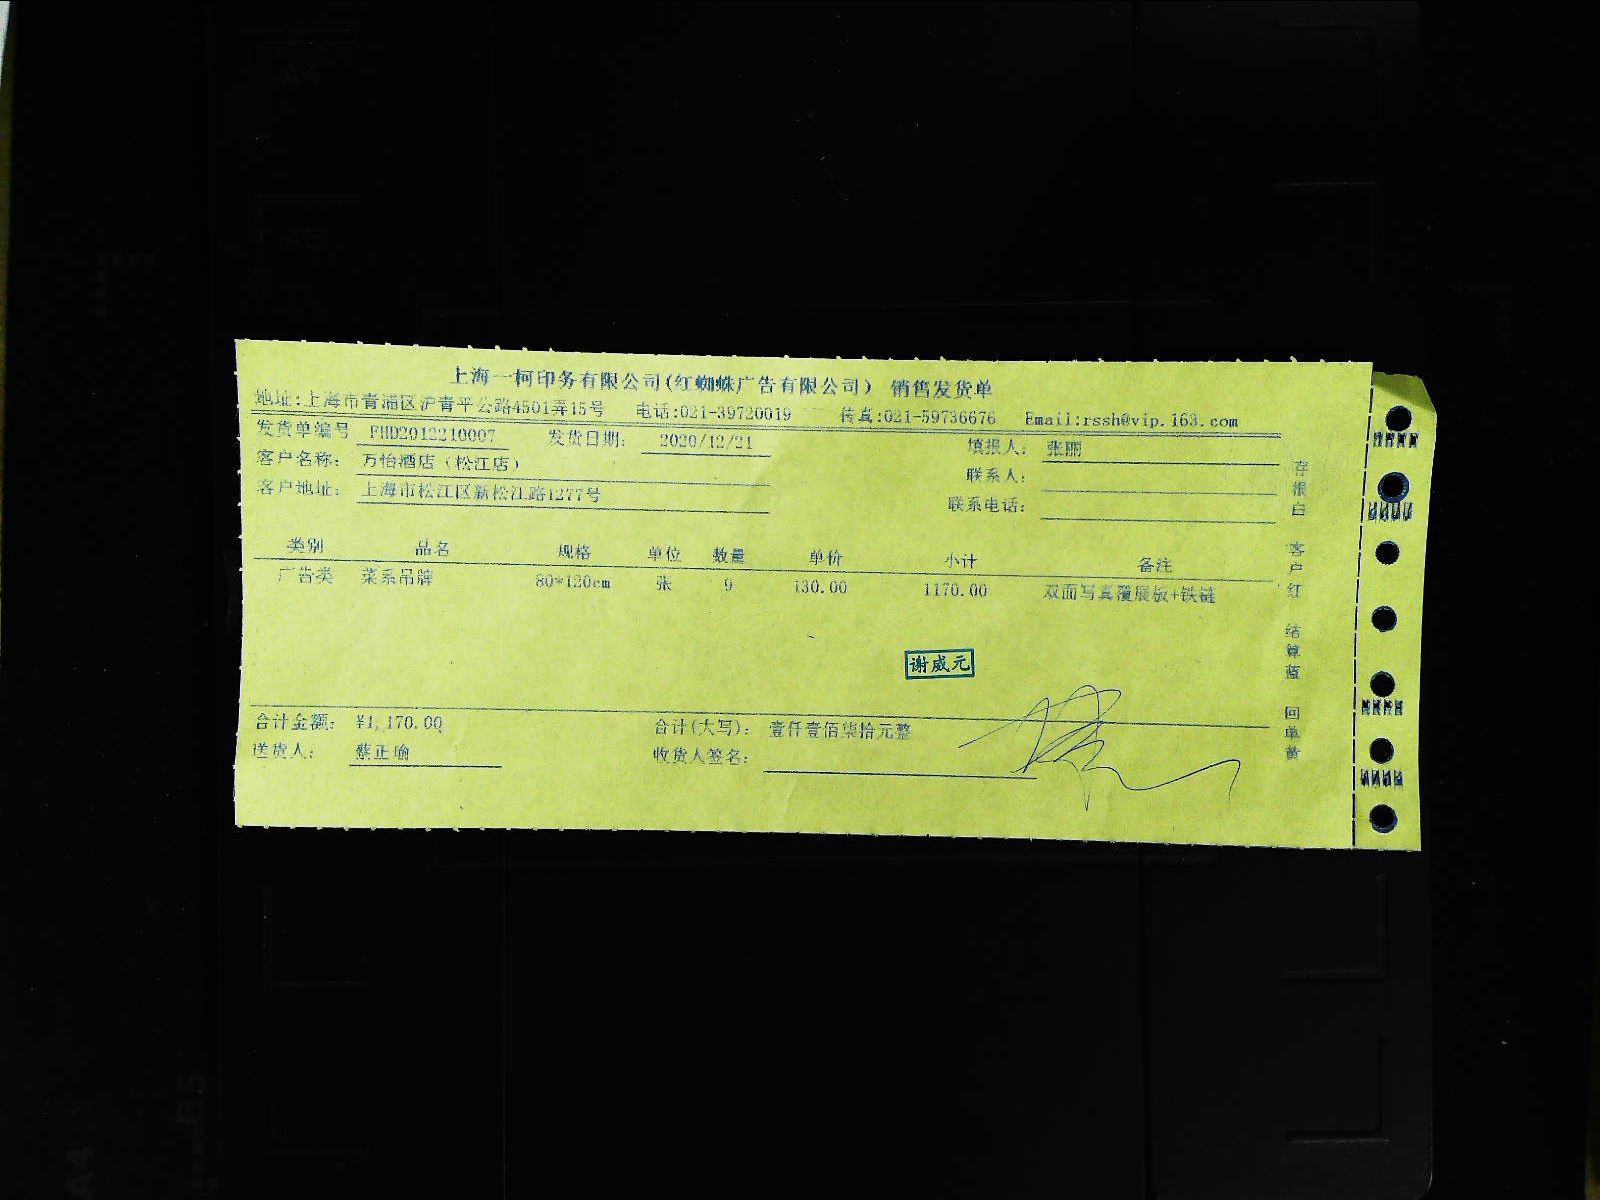 上海一柯印务有限公司(红蜘蛛广告有限公司) 销售发货单
地址:上海市青浦区沪青平公路4501弄15号 电话:021-39720019 传真:021-59736676 Email:rssh@vip.163.com
发货单编号 FHD2012210007 发货日期: 2020/12/21 填报人: 张丽
客户名称: 万怡酒店(松江店) 联系人:
客户地址: 上海市松江区新松江路1277号 联系电话:
类别 品名 规格 单位 数量 单价 小计 备注
广告类 菜系吊牌 80*120cm 张 9 130.00 1170.00 双面写真覆展板+铁链
谢威元
合计金额: ¥1,170.00 合计(大写): 壹仟壹佰柒拾元整
送货人: 蔡正瑜 收货人签名:
存根白 客户红 结算蓝 回单黄
A4
A5
B5
A4